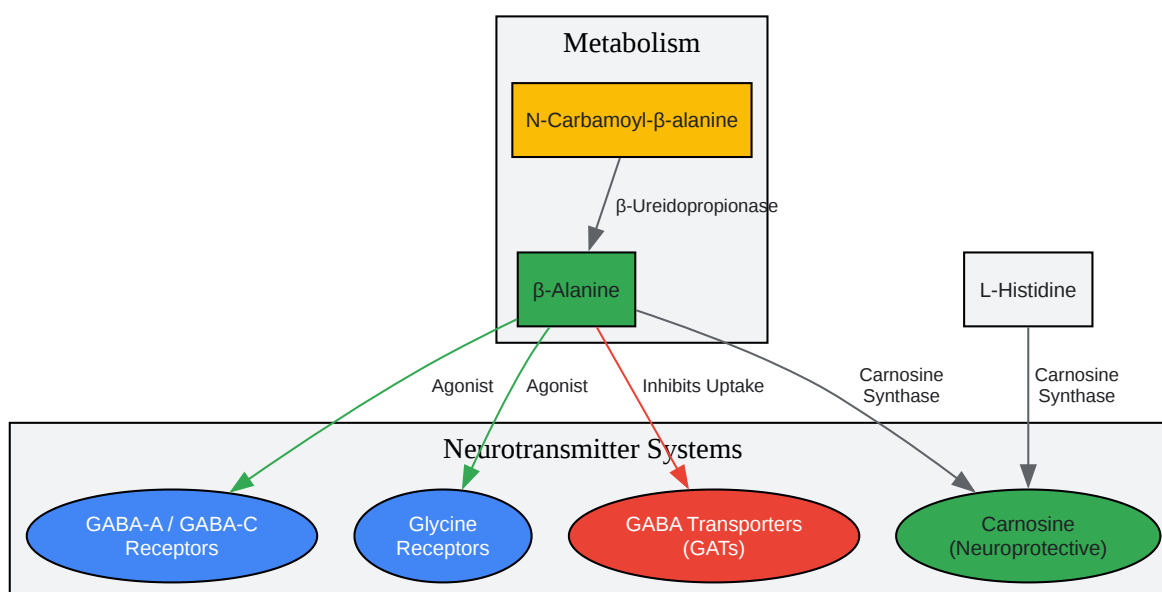 Metabolism
N-Carbamoyl-β-alanine
β-Ureidopropionase
β-Alanine
L-Histidine
Agonist
Agonist
Inhibits Uptake
Carnosine
Synthase
Carnosine
Synthase
Neurotransmitter Systems
GABA-A / GABA-C
Receptors
Glycine
Receptors
GABA Transporters
(GATs)
Carnosine
(Neuroprotective)